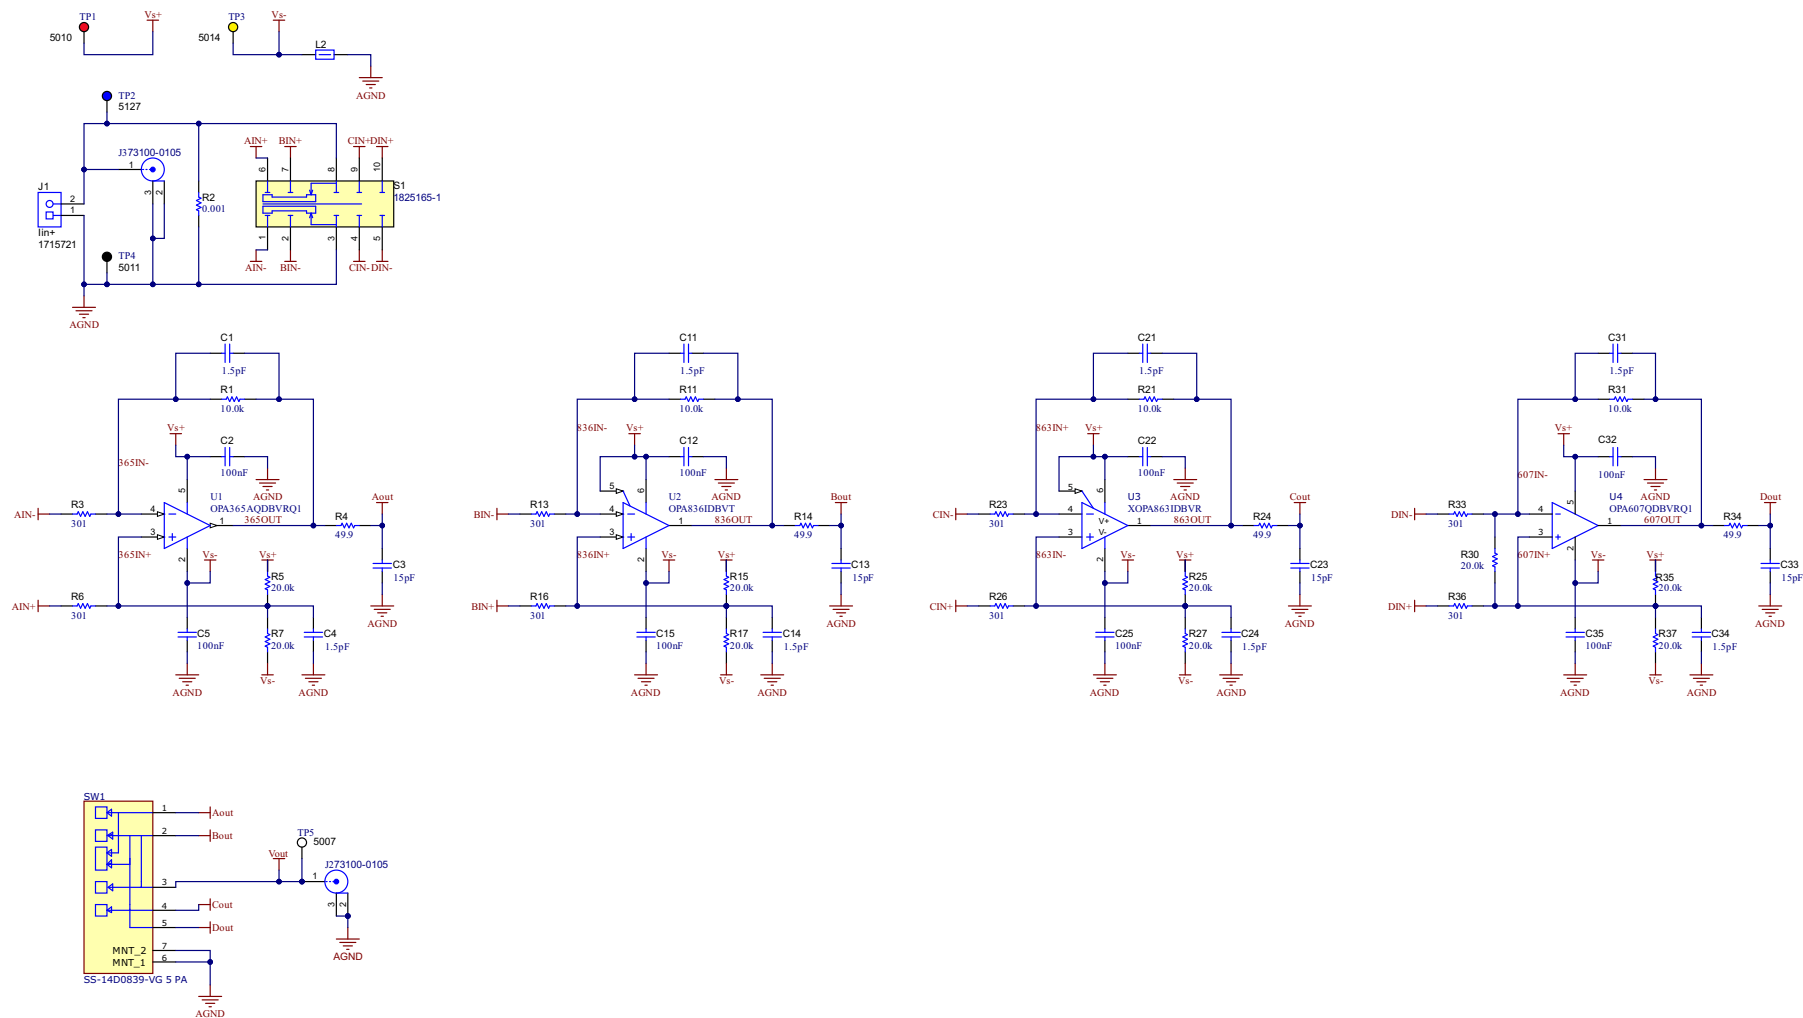 TP1
5010
Vs+
TP3
5014
Vs-
L2
AGND
TP2
5127
J373100-0105
1
3
2
J1
2
1
Iin+
1715721
R2
0.001
TP4
5011
AGND
AIN+
BIN+
CIN+
DIN+
6
7
8
9
10
S1
1825165-1
1
2
3
4
5
AIN-
BIN-
CIN-
DIN-
C1
1.5pF
R1
10.0k
Vs+
C2
100nF
AGND
365IN-
5
U1
OPA365AQDBVRQ1
365OUT
AIN-
R3
301
4
3
1
2
R4
49.9
Aout
365IN+
Vs-
Vs+
R5
20.0k
C3
15pF
AGND
AIN+
R6
301
C5
100nF
AGND
R7
20.0k
Vs-
C4
1.5pF
AGND
C11
1.5pF
R11
10.0k
836IN-
Vs+
C12
100nF
AGND
5
6
U2
OPA836IDBVT
836OUT
BIN-
R13
301
4
3
1
2
R14
49.9
Bout
836IN+
Vs-
Vs+
R15
20.0k
C13
15pF
AGND
BIN+
R16
301
C15
100nF
AGND
R17
20.0k
Vs-
C14
1.5pF
AGND
C21
1.5pF
R21
10.0k
863IN+
Vs+
C22
100nF
AGND
5
6
U3
XOPA863IDBVR
863OUT
CIN-
R23
301
4
3
V+
V-
1
2
R24
49.9
Cout
863IN-
Vs-
Vs+
R25
20.0k
C23
15pF
AGND
CIN+
R26
301
C25
100nF
AGND
R27
20.0k
Vs-
C24
1.5pF
AGND
C31
1.5pF
R31
10.0k
Vs+
C32
100nF
AGND
607IN-
5
U4
OPA607QDBVRQ1
607OUT
DIN-
R33
301
4
3
1
2
R34
49.9
Dout
R30
20.0k
607IN+
Vs-
Vs+
R35
20.0k
C33
15pF
AGND
DIN+
R36
301
C35
100nF
AGND
R37
20.0k
Vs-
C34
1.5pF
AGND
SW1
1
Aout
2
Bout
3
4
Cout
5
Dout
MNT_2
7
MNT_1
6
SS-14D0839-VG 5 PA
AGND
Vout
TP5
5007
J273100-0105
1
3
2
AGND